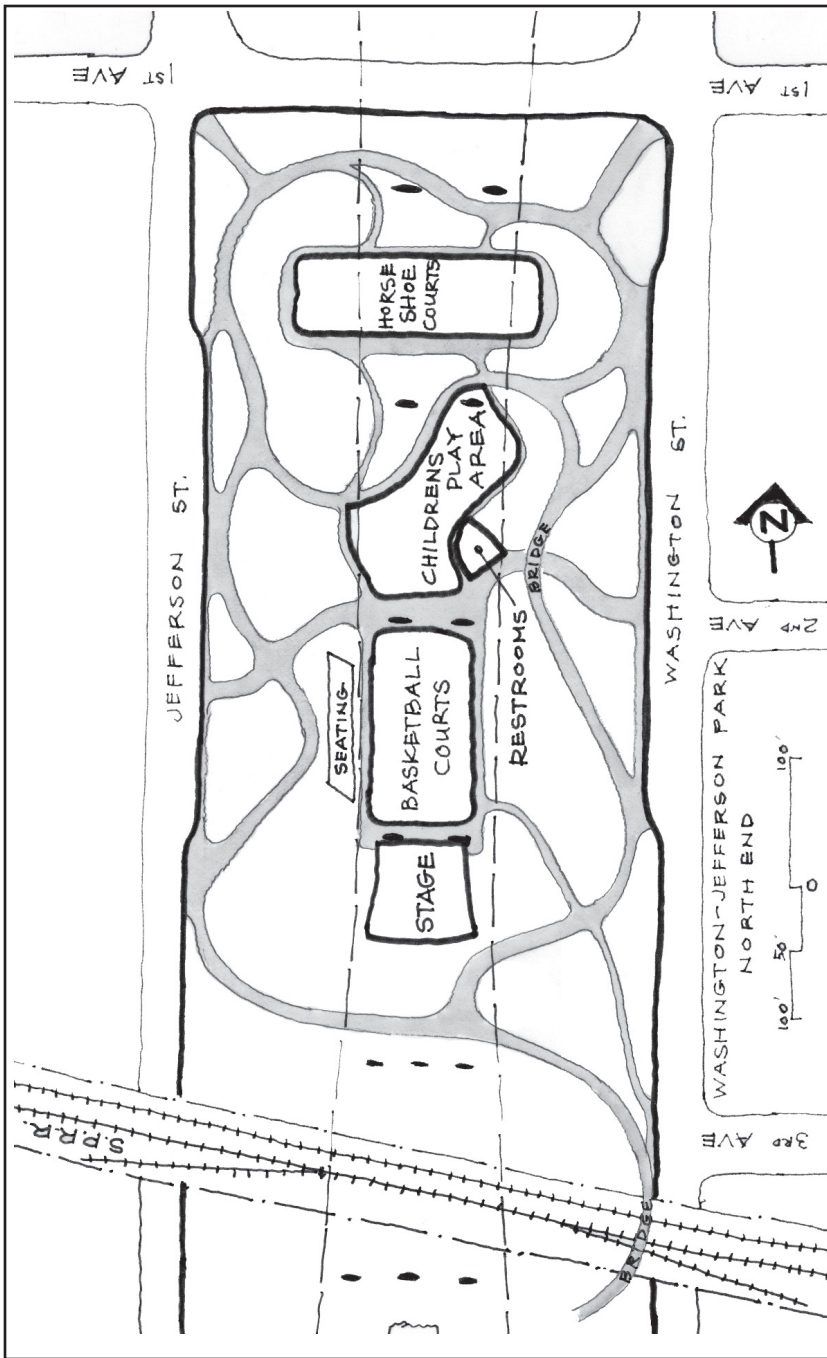 1ST AVE
1ST AVE
HORSE
SHOE
COURTS
CHILDRENS
PLAY
AREA
JEFFERSON ST.
WASHINGTON ST.
N
BRIDGE
RESTROOMS
2ND AVE
SEATING
BASKETBALL
COURTS
STAGE
WASHINGTON-JEFFERSON PARK
NORTH END
100' 50' 0 100'
3RD AVE
S.P.R.R.
BRIDGE